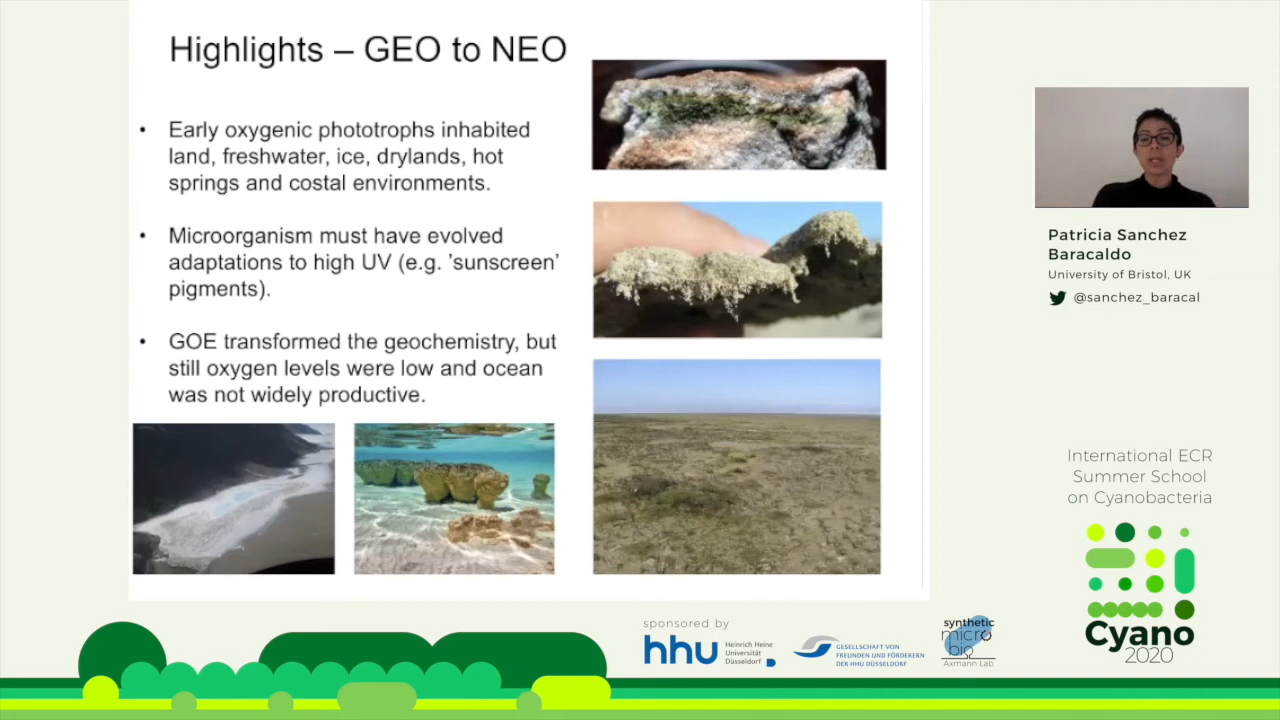 Highlights – GEO to NEO
• Early oxygenic phototrophs inhabited
land, freshwater, ice, drylands, hot
springs and costal environments.
• Microorganism must have evolved
adaptations to high UV (e.g. ’sunscreen’
pigments).
• GOE transformed the geochemistry, but
still oxygen levels were low and ocean
was not widely productive.
Patricia Sanchez
Baracaldo
University of Bristol, UK
@sanchez_baracal
International ECR
Summer School
on Cyanobacteria
Cyano
2020
sponsored by
hhu Heinrich Heine
Universität
Düsseldorf
GESELLSCHAFT VON
FREUNDEN UND FÖRDERERN
DER HHU DÜSSELDORF
synthetic
micro
bio
Axmann Lab